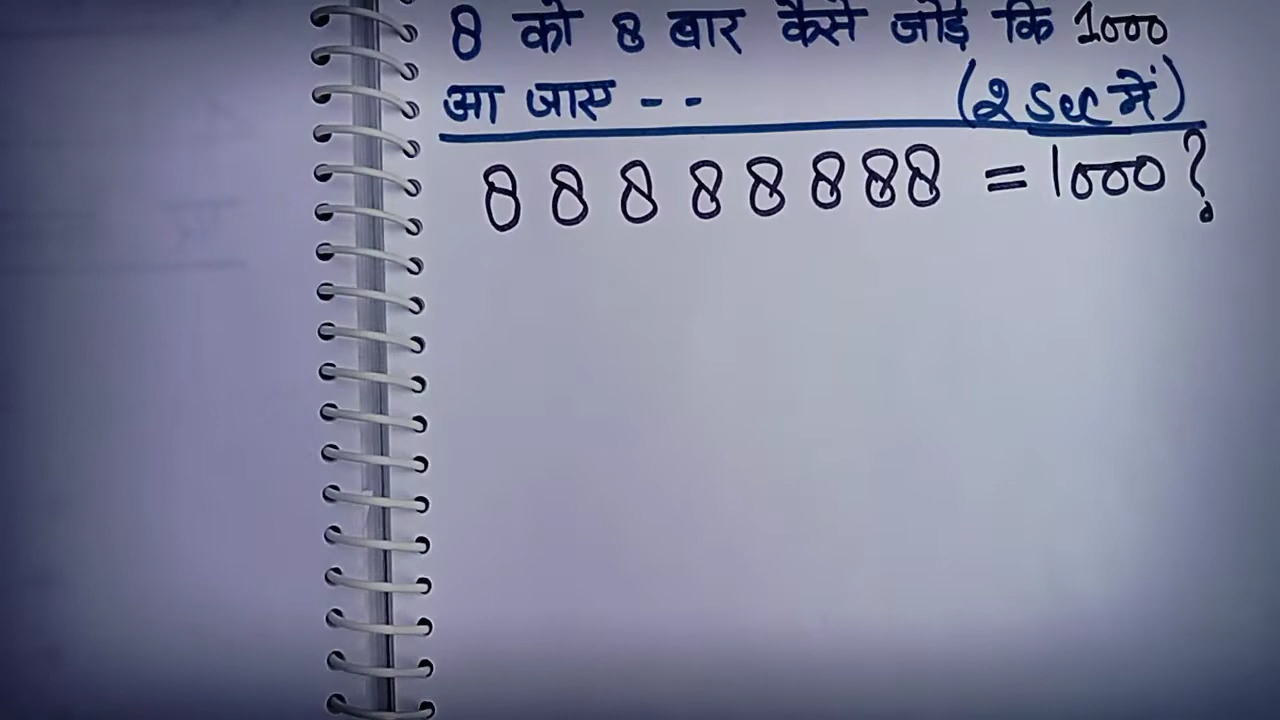 8 को 8 बार कैसे जोड़े कि 1000
आ जाए - - (2 Sec में)
8 8 8 8 8 8 8 8 = 1000 ?